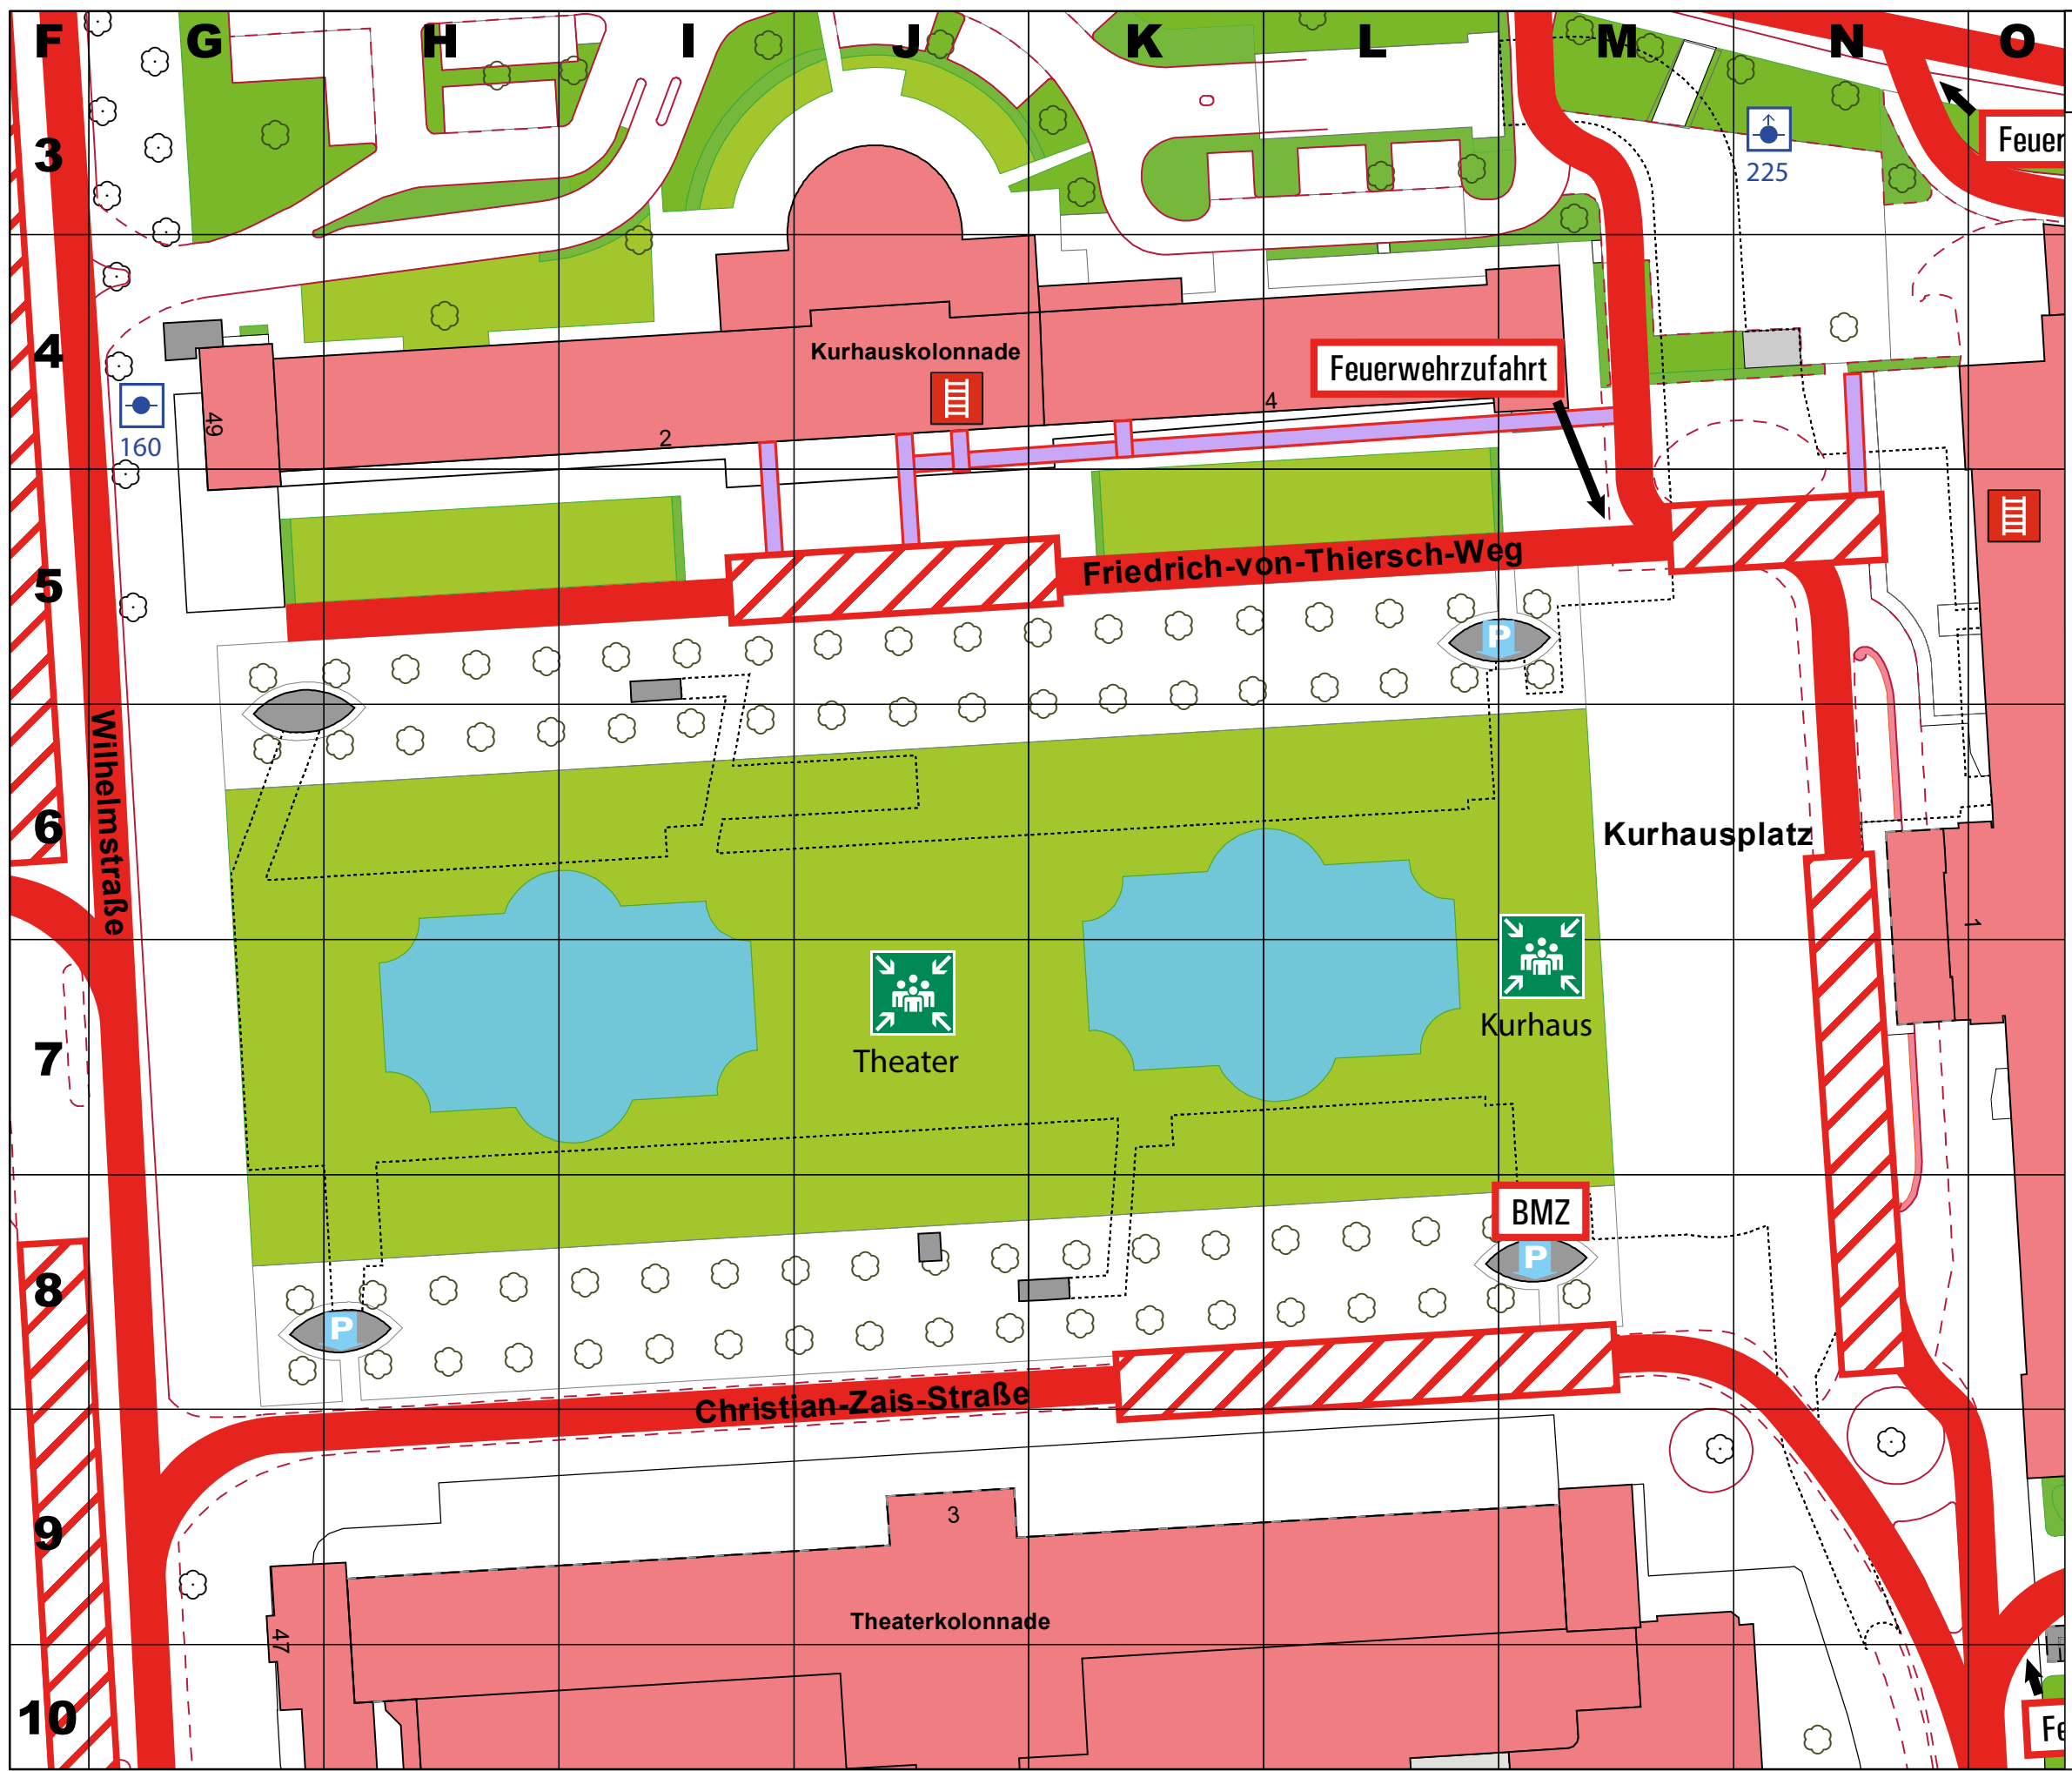 F G H I J K L M N O
3
225
Feuer
4
Kurhauskolonnade
Feuerwehrzufahrt
160
49
2
4
5
Friedrich-von-Thiersch-Weg
P
Wilhelmstraße
6
Kurhausplatz
1
7
Theater
Kurhaus
BMZ
8
P
P
Christian-Zais-Straße
9
3
Theaterkolonnade
47
10
Fe